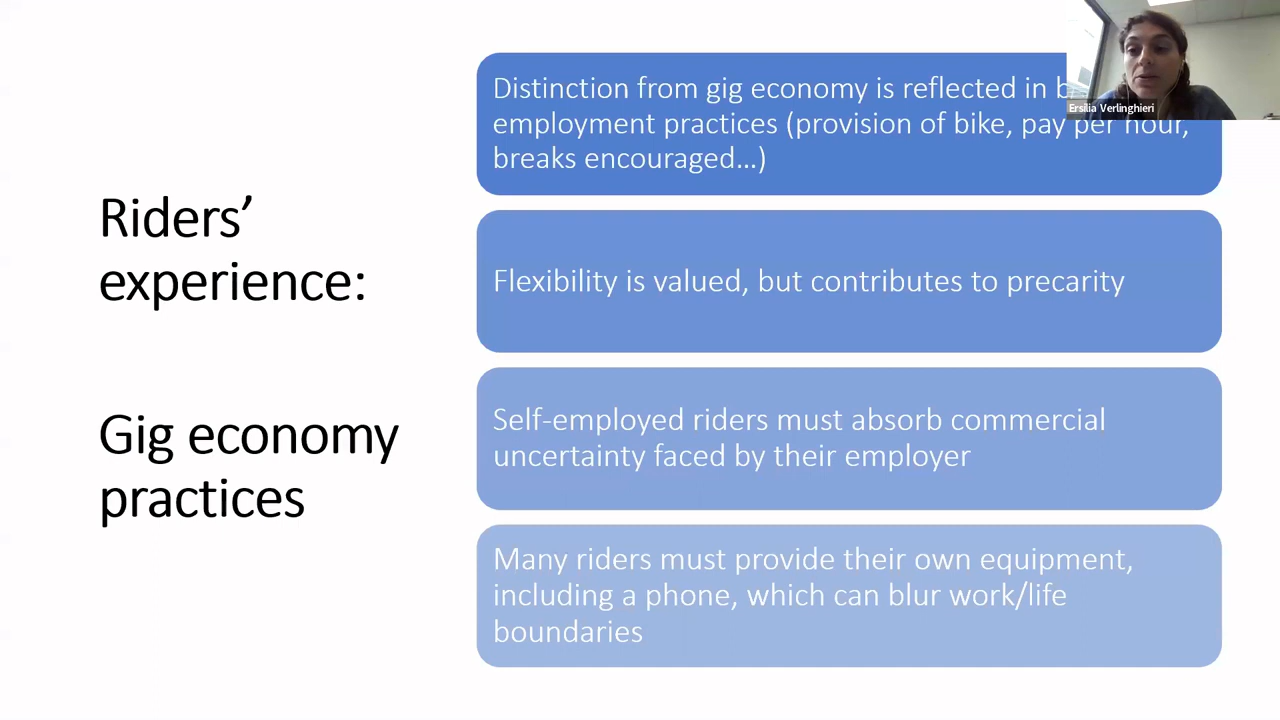 Riders’
experience:
Gig economy
practices
Distinction from gig economy is reflected in
employment practices (provision of bike, pay per hour,
breaks encouraged…)
Flexibility is valued, but contributes to precarity
Self-employed riders must absorb commercial
uncertainty faced by their employer
Many riders must provide their own equipment,
including a phone, which can blur work/life
boundaries
Ersilia Verlinghieri